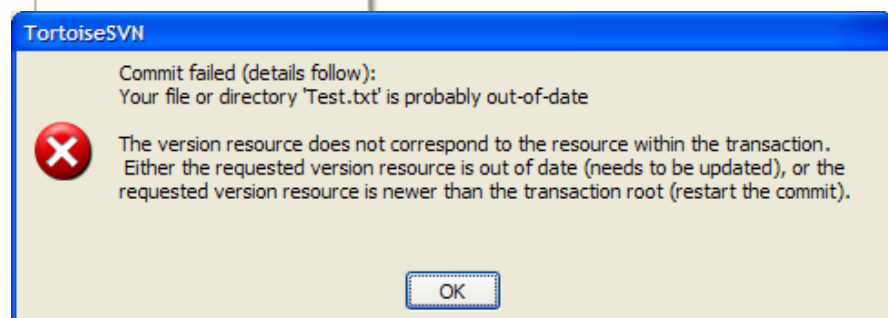 TortoiseSVN
Commit failed (details follow):
Your file or directory 'Test.txt' is probably out-of-date
The version resource does not correspond to the resource within the transaction.
Either the requested version resource is out of date (needs to be updated), or the
requested version resource is newer than the transaction root (restart the commit).
OK